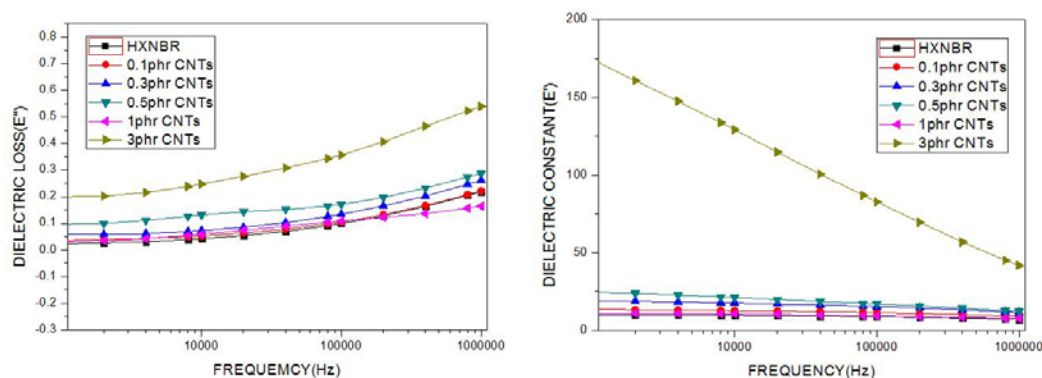 DIELECTRIC LOSS(E")
0.8
0.7
0.6
0.5
0.4
0.3
0.2
0.1
0.0
-0.1
-0.2
-0.3
HXNBR
0.1phr CNTs
0.3phr CNTs
0.5phr CNTs
1phr CNTs
3phr CNTs
10000
100000
1000000
FREQUEMCY(Hz)
DIELECTRIC CONSTANT(E')
200
150
100
50
0
HXNBR
0.1phr CNTs
0.3phr CNTs
0.5phr CNTs
1phr CNTs
3phr CNTs
10000
100000
1000000
FREQUENCY(Hz)